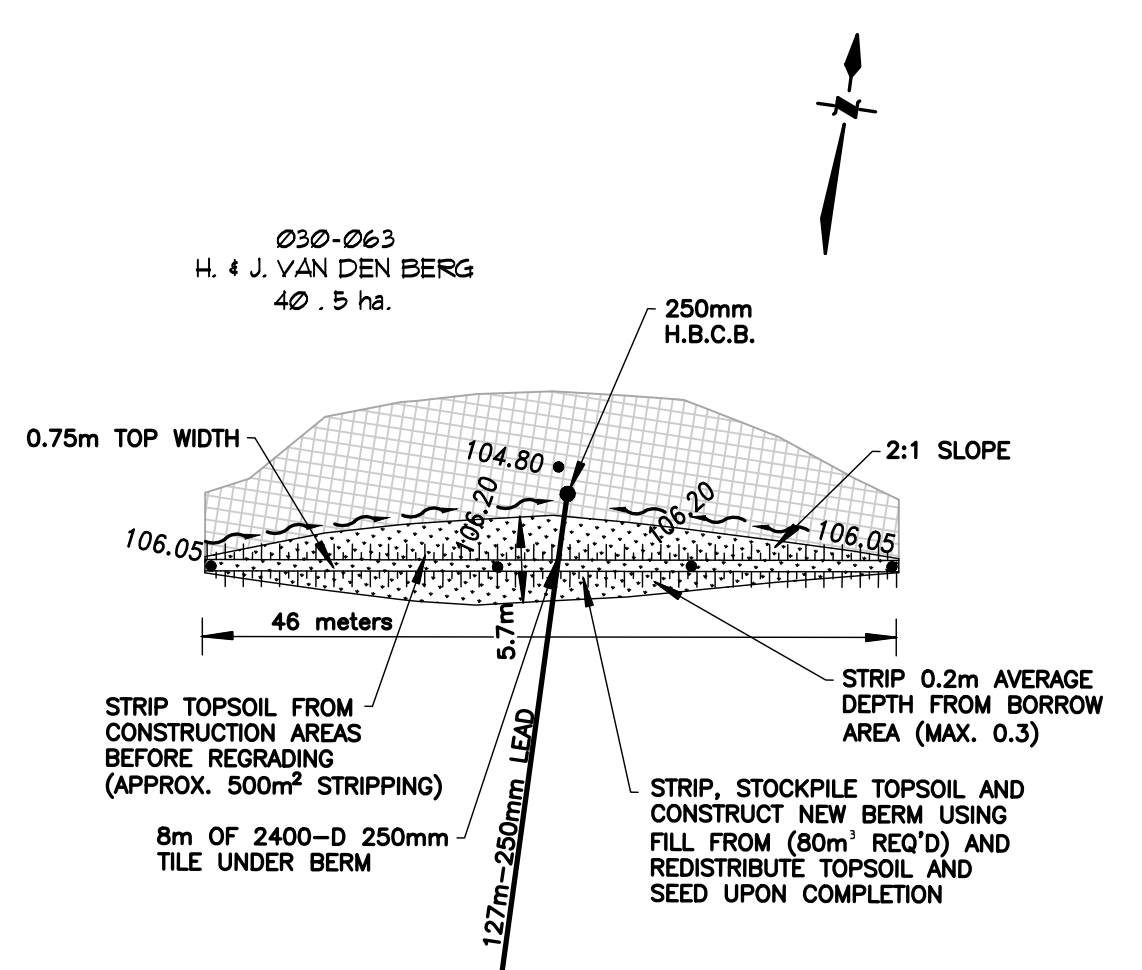 Ø3Ø-Ø63
H. & J. VAN DEN BERG
4Ø . 5 ha.
250mm
H.B.C.B.
0.75m TOP WIDTH
104.80
2:1 SLOPE
106.20
106.20
106.05
106.05
46 meters
5.7m
STRIP TOPSOIL FROM
CONSTRUCTION AREAS
BEFORE REGRADING
(APPROX. 500m² STRIPPING)
STRIP 0.2m AVERAGE
DEPTH FROM BORROW
AREA (MAX. 0.3)
8m OF 2400-D 250mm
TILE UNDER BERM
127m-250mm LEAD
STRIP, STOCKPILE TOPSOIL AND
CONSTRUCT NEW BERM USING
FILL FROM (80m³ REQ'D) AND
REDISTRIBUTE TOPSOIL AND
SEED UPON COMPLETION